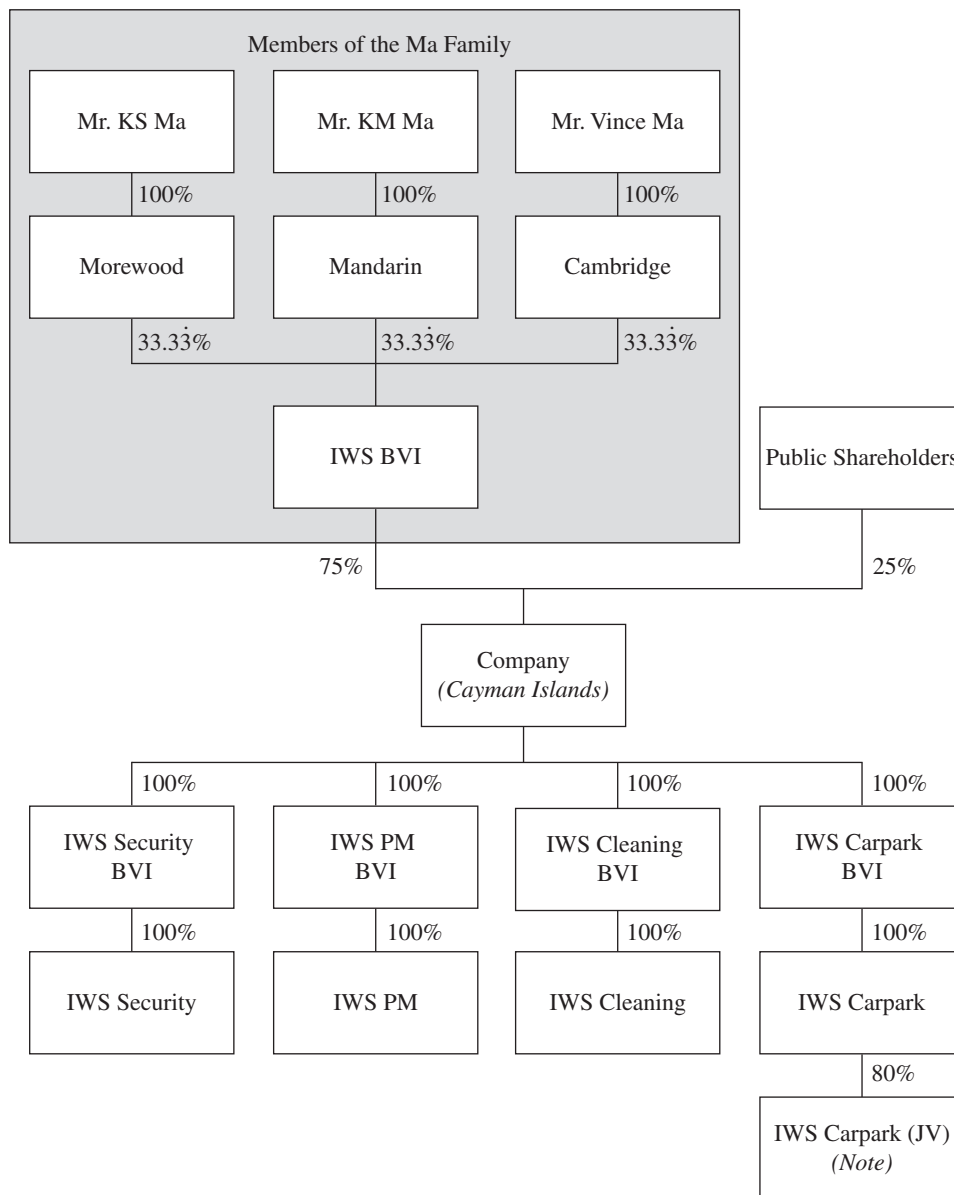 Members of the Ma Family
Mr. KS Ma
Mr. KM Ma
Mr. Vince Ma
100%
100%
100%
Morewood
Mandarin
Cambridge
33.33̇%
33.33̇%
33.33̇%
IWS BVI
Public Shareholders
75%
25%
Company
(Cayman Islands)
100%
100%
100%
100%
IWS Security
BVI
IWS PM
BVI
IWS Cleaning
BVI
IWS Carpark
BVI
100%
100%
100%
100%
IWS Security
IWS PM
IWS Cleaning
IWS Carpark
80%
IWS Carpark (JV)
(Note)